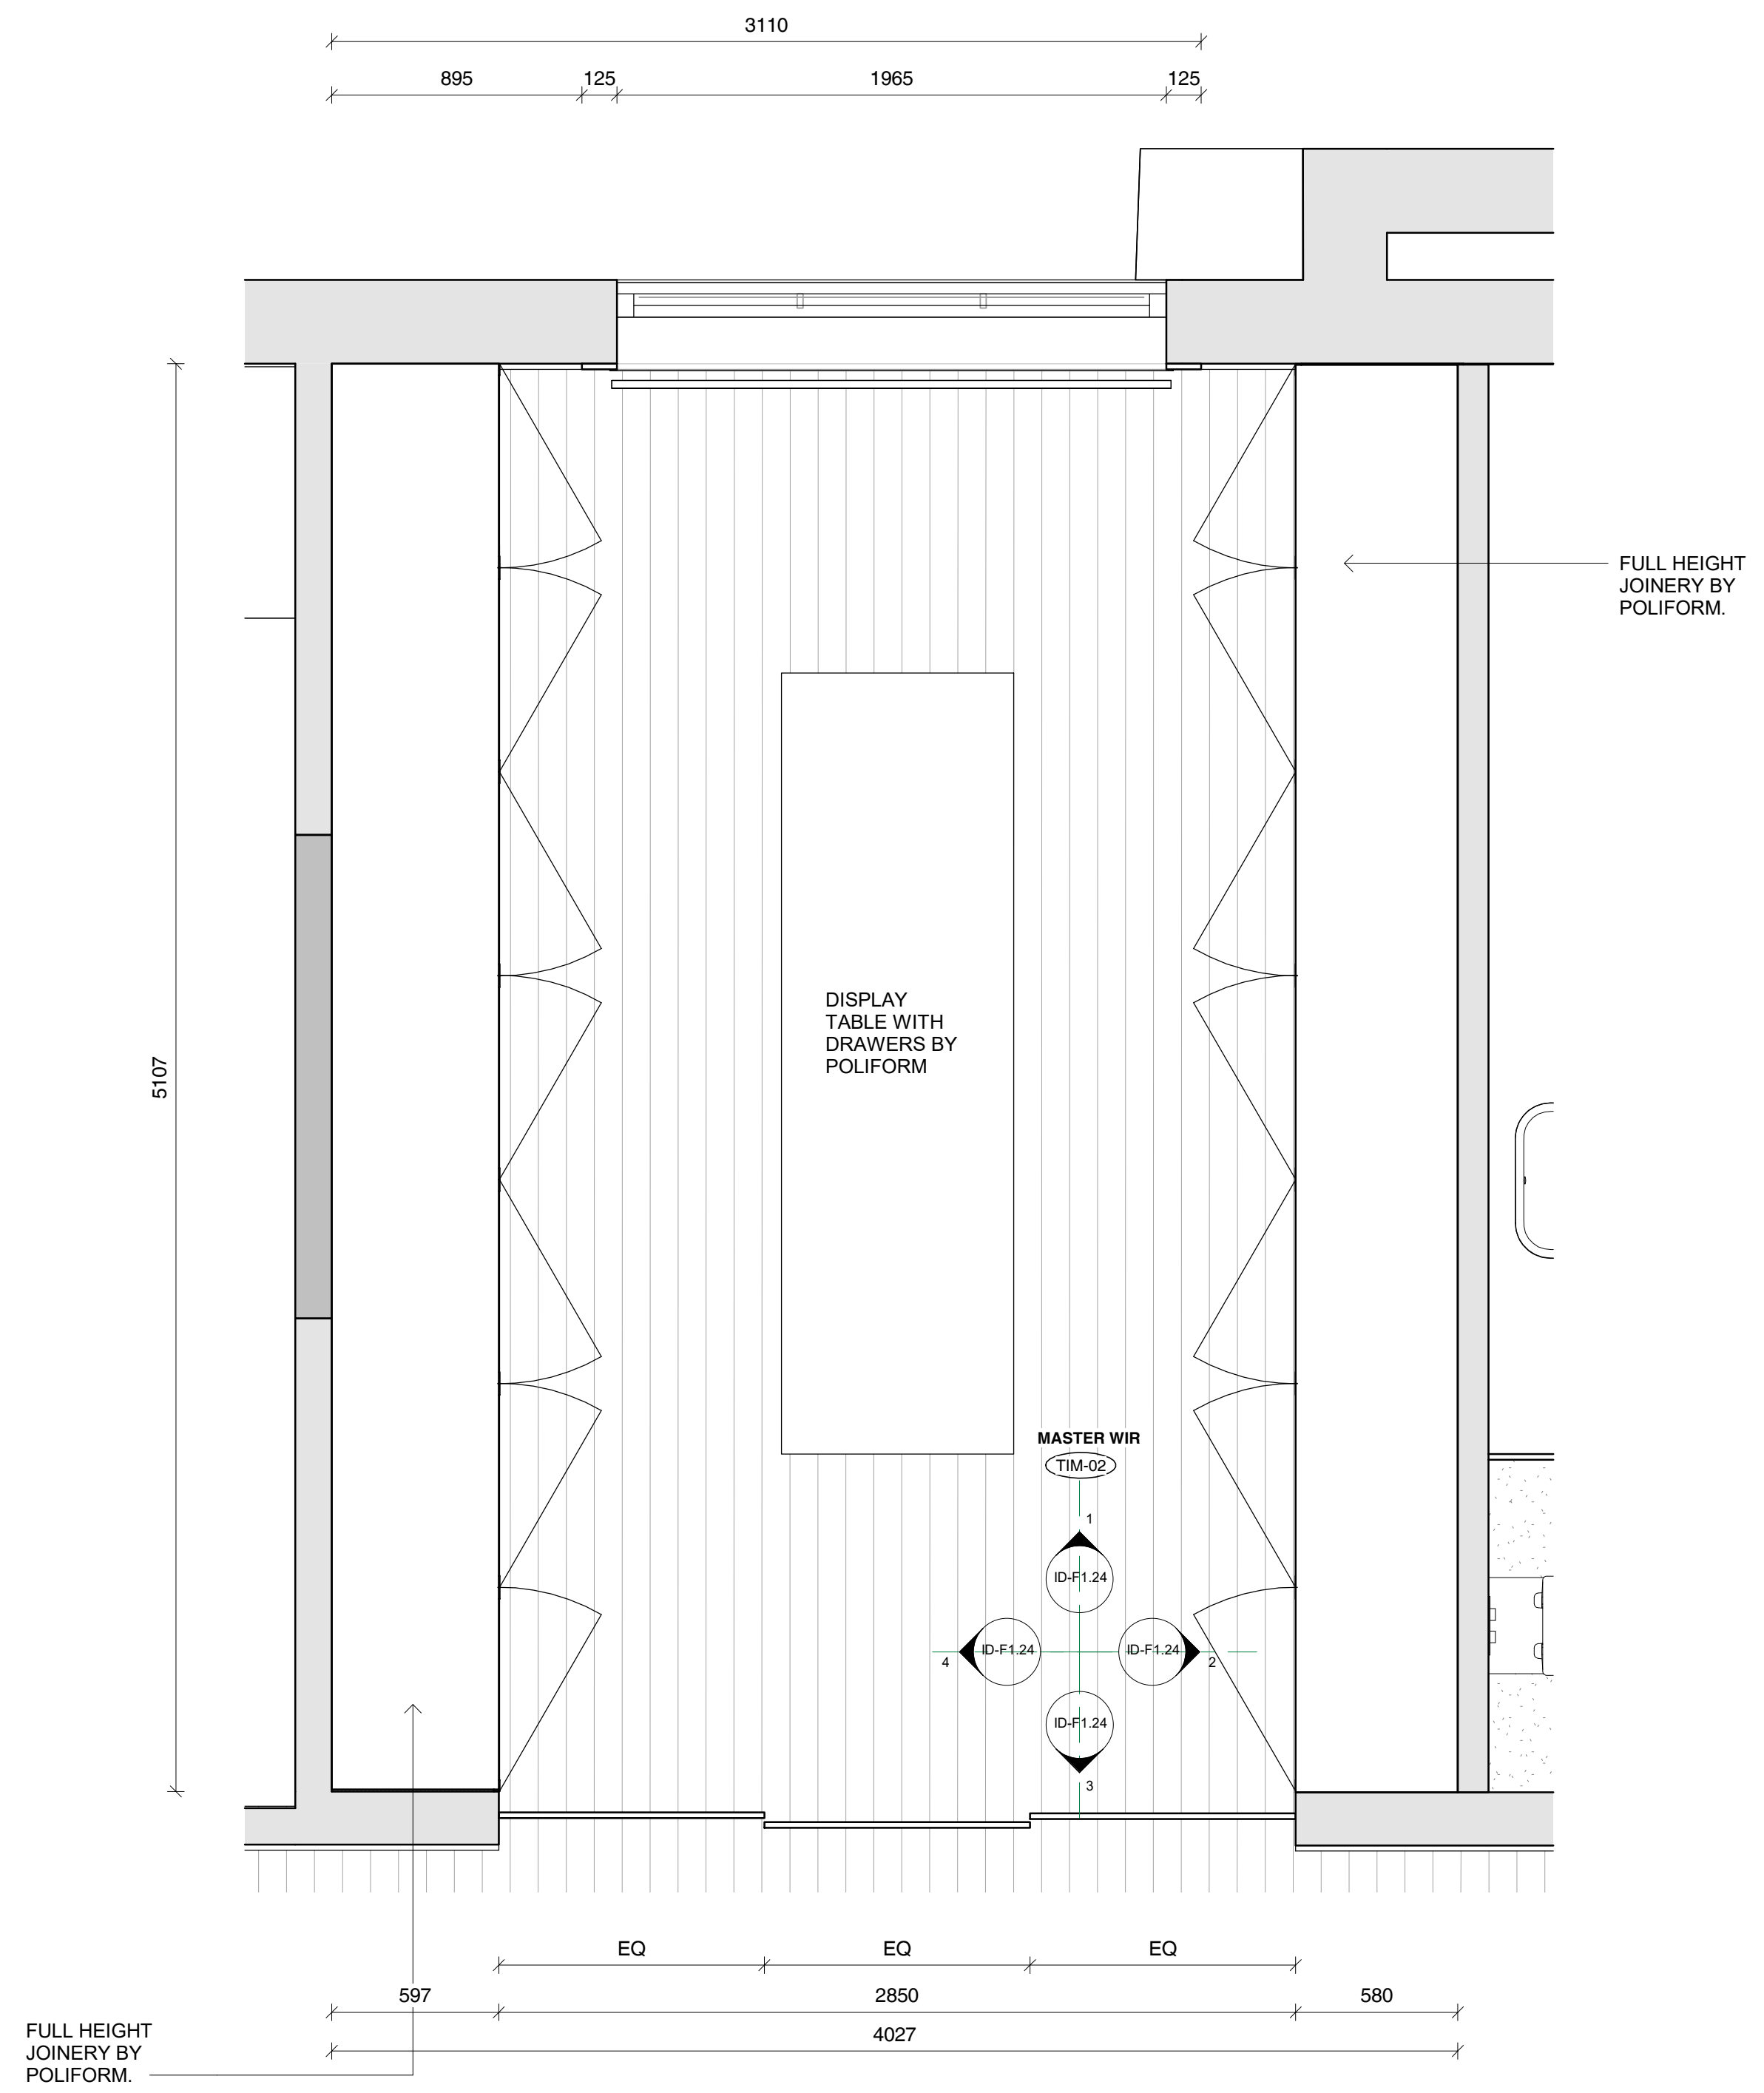 3110
895
125
1965
125
FULL HEIGHT
JOINERY BY
POLIFORM.
5107
DISPLAY
TABLE WITH
DRAWERS BY
POLIFORM
MASTER WIR
TIM-02
1
ID-F1.24
4
ID-F1.24
ID-F1.24
2
ID-F1.24
3
EQ
EQ
EQ
597
2850
580
4027
FULL HEIGHT
JOINERY BY
POLIFORM.